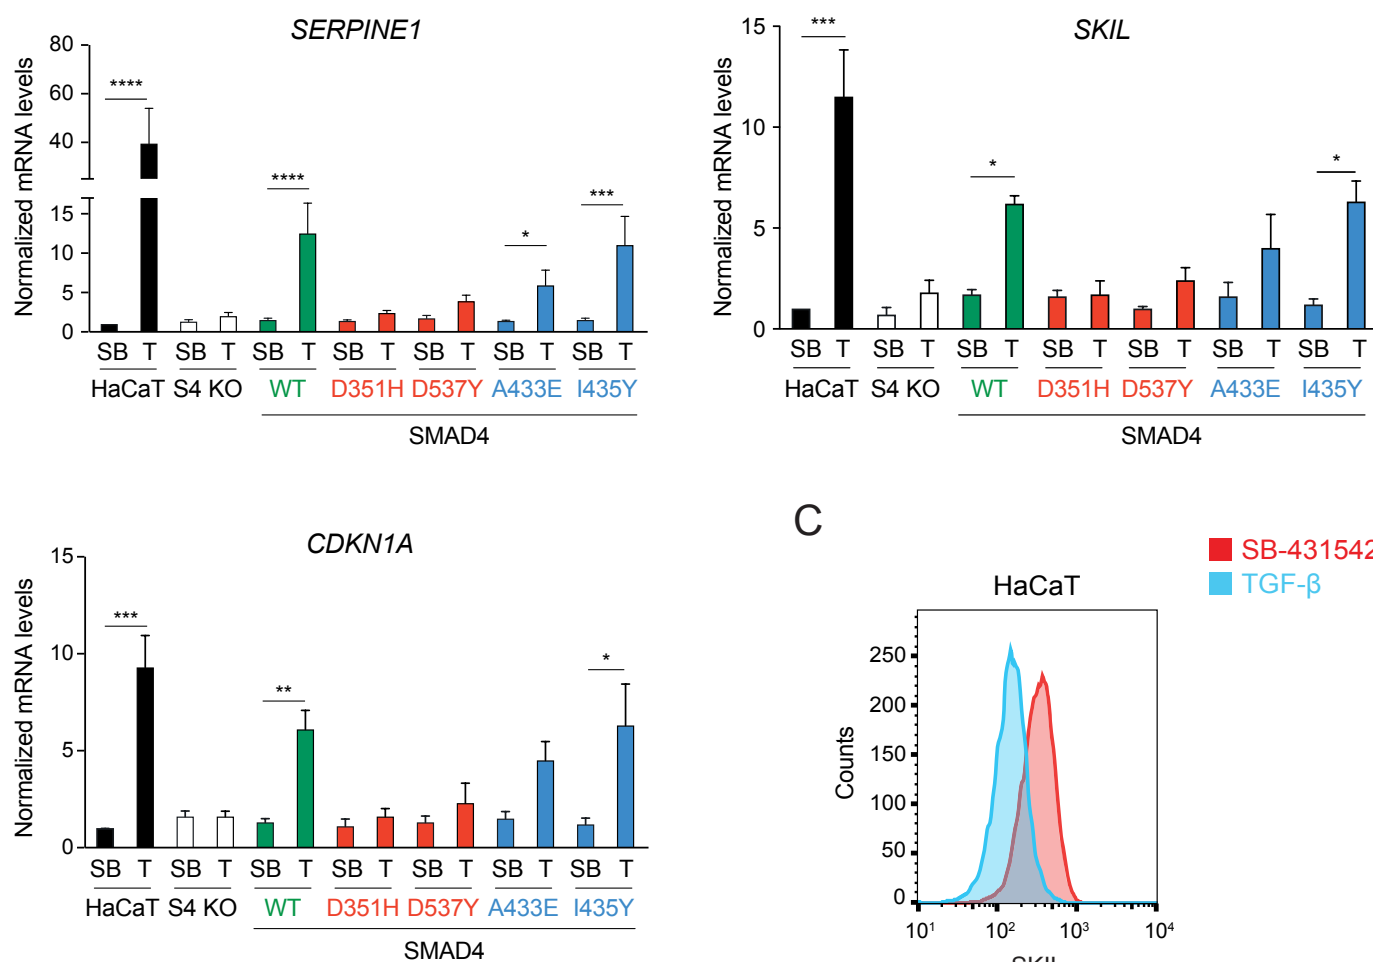 SERPINE1
Normalized mRNA levels
80
60
40
15
10
5
0
****
****
*
***
SB T SB T SB T SB T SB T SB T SB T
HaCaT S4 KO WT D351H D537Y A433E I435Y
SMAD4
SKIL
Normalized mRNA levels
15
10
5
0
***
*
*
SB T SB T SB T SB T SB T SB T SB T
HaCaT S4 KO WT D351H D537Y A433E I435Y
SMAD4
CDKN1A
Normalized mRNA levels
15
10
5
0
***
**
*
SB T SB T SB T SB T SB T SB T SB T
HaCaT S4 KO WT D351H D537Y A433E I435Y
SMAD4
C
SB-431542
TGF-β
HaCaT
Counts
250
200
150
100
50
0
10¹ 10² 10³ 10⁴
SKIL